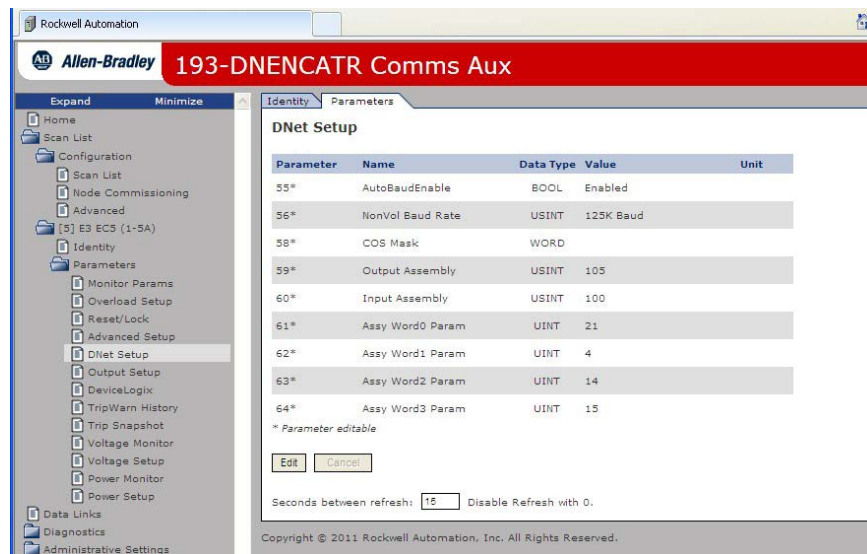 Rockwell Automation
AB Allen-Bradley 193-DNENCATR Comms Aux
Expand Minimize
Home
Scan List
Configuration
Scan List
Node Commissioning
Advanced
[5] E3 EC5 (1-5A)
Identity
Parameters
Monitor Params
Overload Setup
Reset/Lock
Advanced Setup
DNet Setup
Output Setup
DeviceLogix
TripWarn History
Trip Snapshot
Voltage Monitor
Voltage Setup
Power Monitor
Power Setup
Data Links
Diagnostics
Administrative Settings
Identity Parameters
DNet Setup
Parameter Name Data Type Value Unit
55* AutoBaudEnable BOOL Enabled
56* NonVol Baud Rate USINT 125K Baud
58* COS Mask WORD
59* Output Assembly USINT 105
60* Input Assembly USINT 100
61* Assy Word0 Param UINT 21
62* Assy Word1 Param UINT 4
63* Assy Word2 Param UINT 14
64* Assy Word3 Param UINT 15
* Parameter editable
Edit Cancel
Seconds between refresh: 15 Disable Refresh with 0.
Copyright © 2011 Rockwell Automation, Inc. All Rights Reserved.